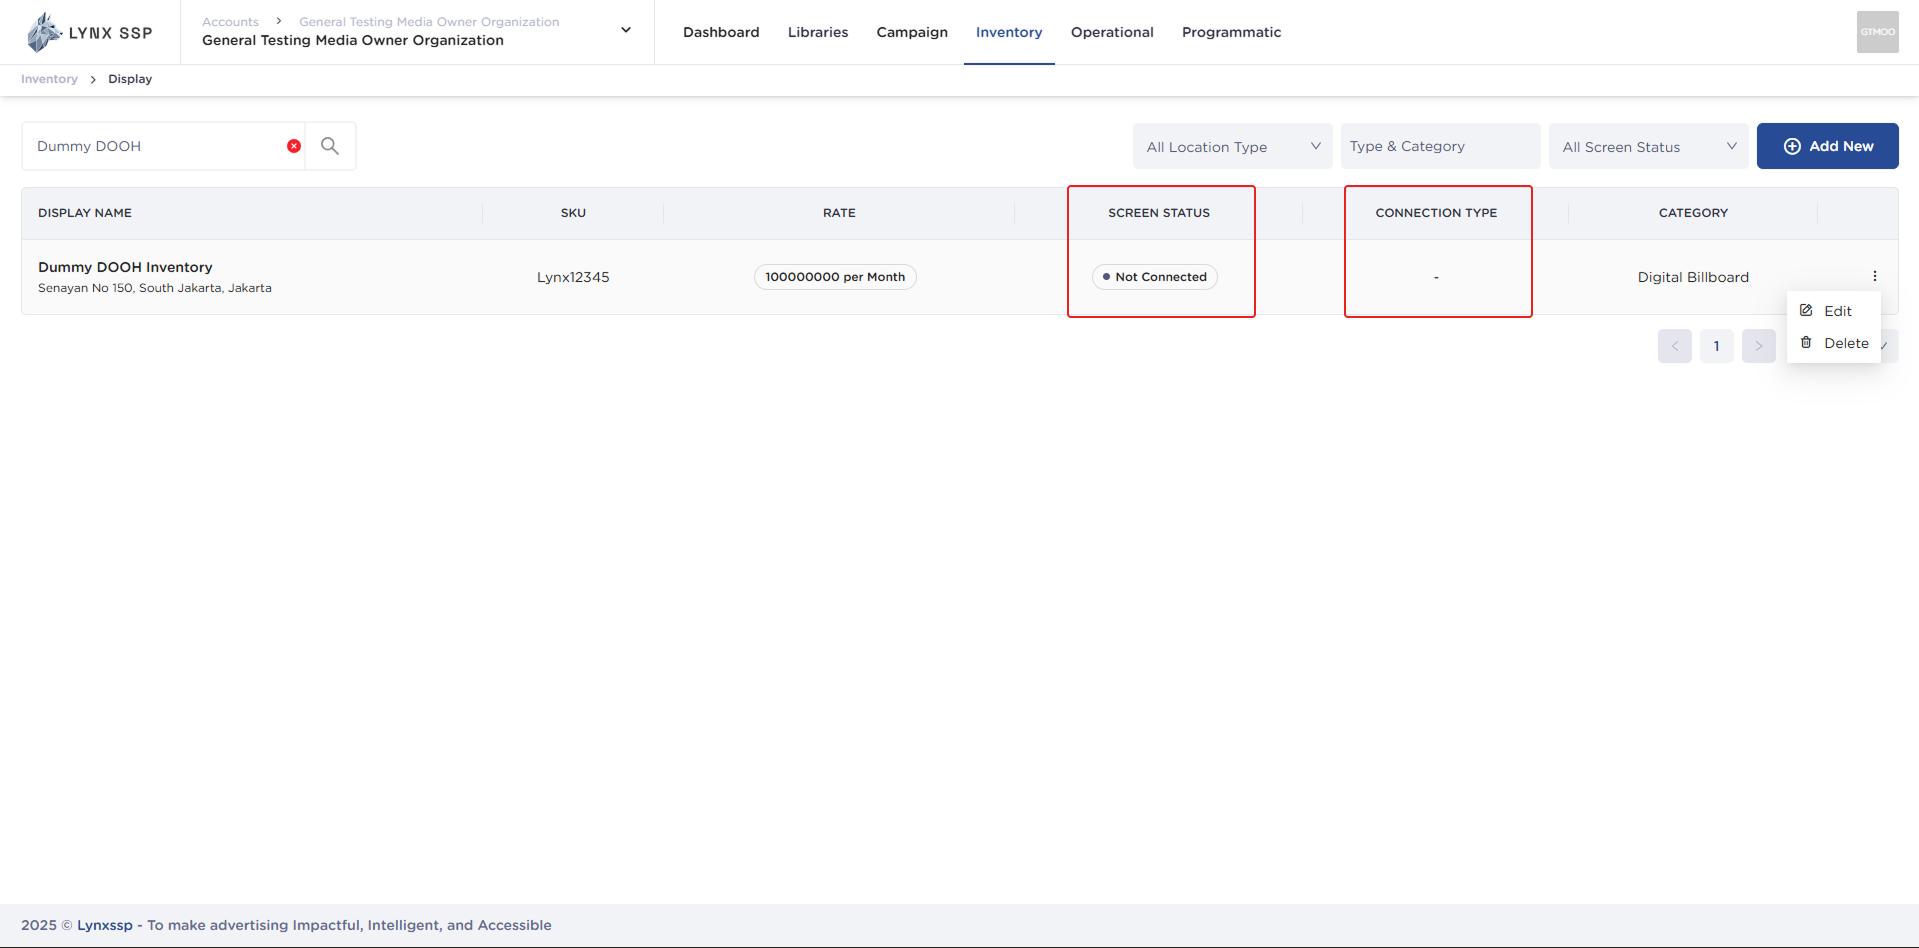 LYNX SSP
Accounts > General Testing Media Owner Organization
General Testing Media Owner Organization
Dashboard
Libraries
Campaign
Inventory
Operational
Programmatic
GTMOO
Inventory > Display
Dummy DOOH
All Location Type
Type & Category
All Screen Status
Add New
DISPLAY NAME
SKU
RATE
SCREEN STATUS
CONNECTION TYPE
CATEGORY
Dummy DOOH Inventory
Senayan No 150, South Jakarta, Jakarta
Lynx12345
100000000 per Month
Not Connected
-
Digital Billboard
Edit
Delete
< 1 >
2025 © Lynxssp - To make advertising Impactful, Intelligent, and Accessible